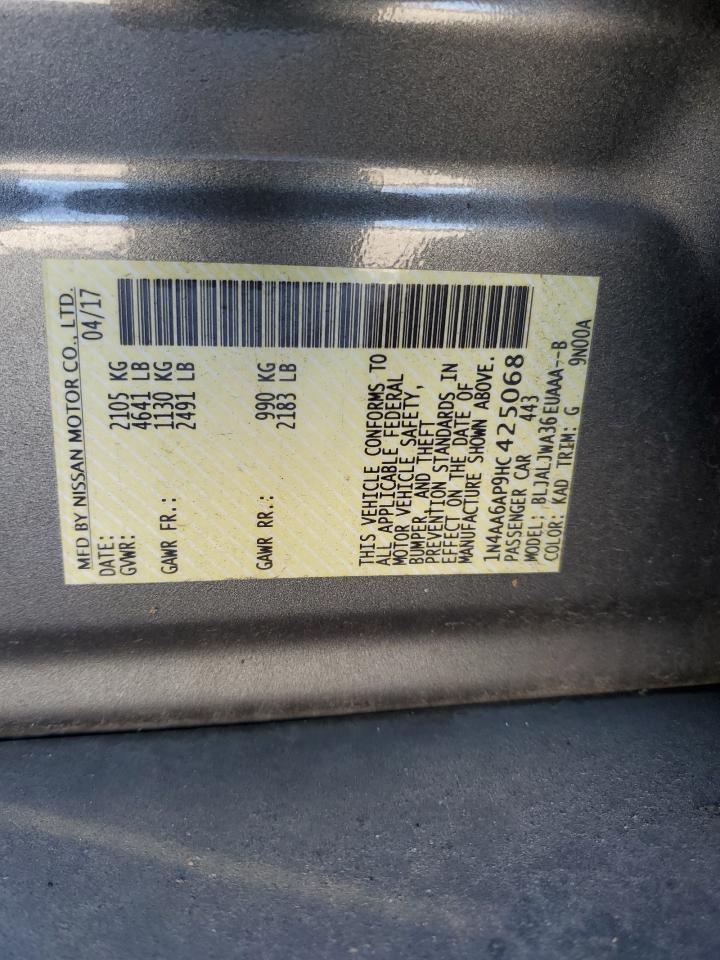 MFD BY NISSAN MOTOR CO., LTD.
DATE: 04/17
GVWR: 2105 KG
4641 LB
GAWR FR.: 1130 KG
2491 LB
GAWR RR.: 990 KG
2183 LB
THIS VEHICLE CONFORMS TO
ALL APPLICABLE FEDERAL
MOTOR VEHICLE SAFETY,
BUMPER, AND THEFT
PREVENTION STANDARDS IN
EFFECT ON THE DATE OF
MANUFACTURE SHOWN ABOVE.
1N4AA6AP9HC425068
PASSENGER CAR 443
MODEL: BLJALJWA36EUAAA--B
COLOR: KAD TRIM: G 9N00A